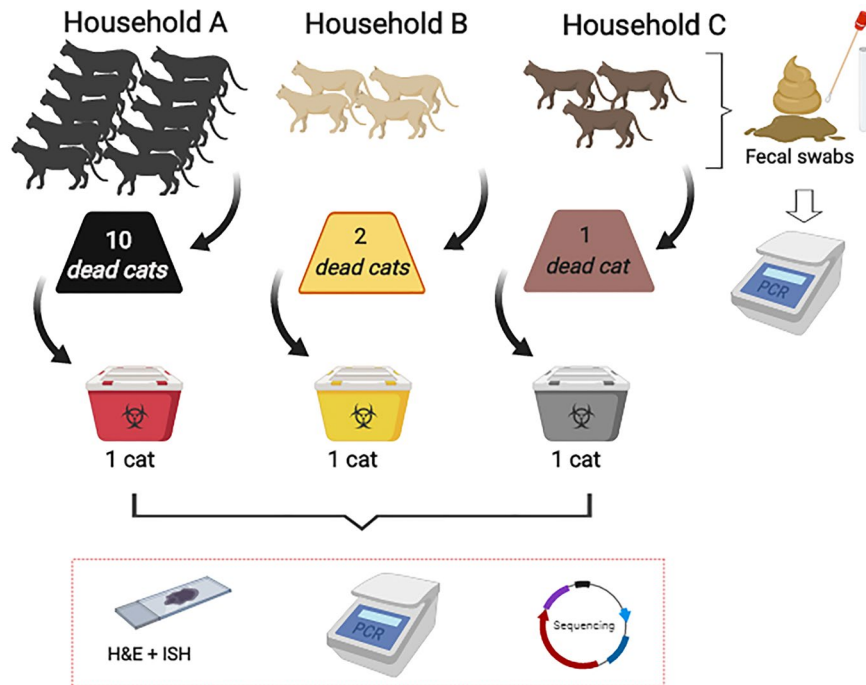 Household A
Household B
Household C
Fecal swabs
10
dead cats
2
dead cats
1
dead cat
PCR
1 cat
1 cat
1 cat
H&E + ISH
PCR
Sequencing